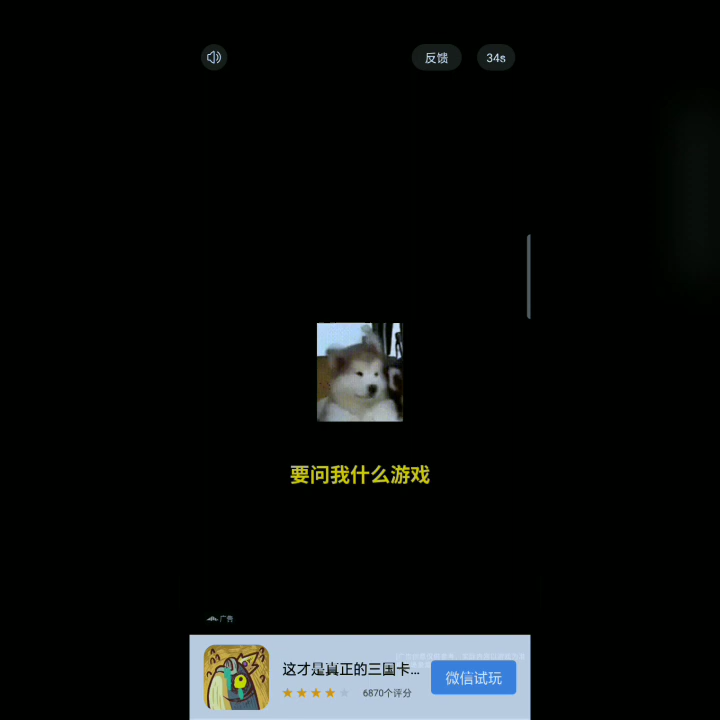 反馈
34s
要问我什么游戏
广告
这才是真正的三国卡...
6870个评分
微信试玩